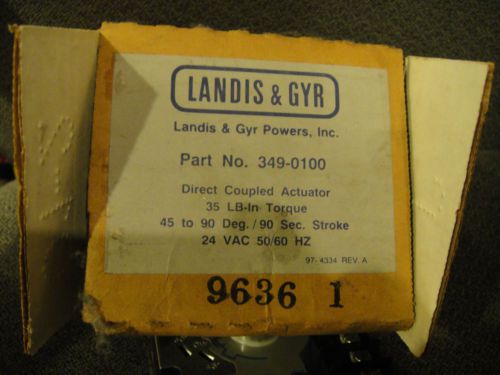 LANDIS & GYR
Landis & Gyr Powers, Inc.
Part No. 349-0100
Direct Coupled Actuator
35 LB-In Torque
45 to 90 Deg./90 Sec. Stroke
24 VAC 50/60 HZ
97-4334 REV. A
9636 1